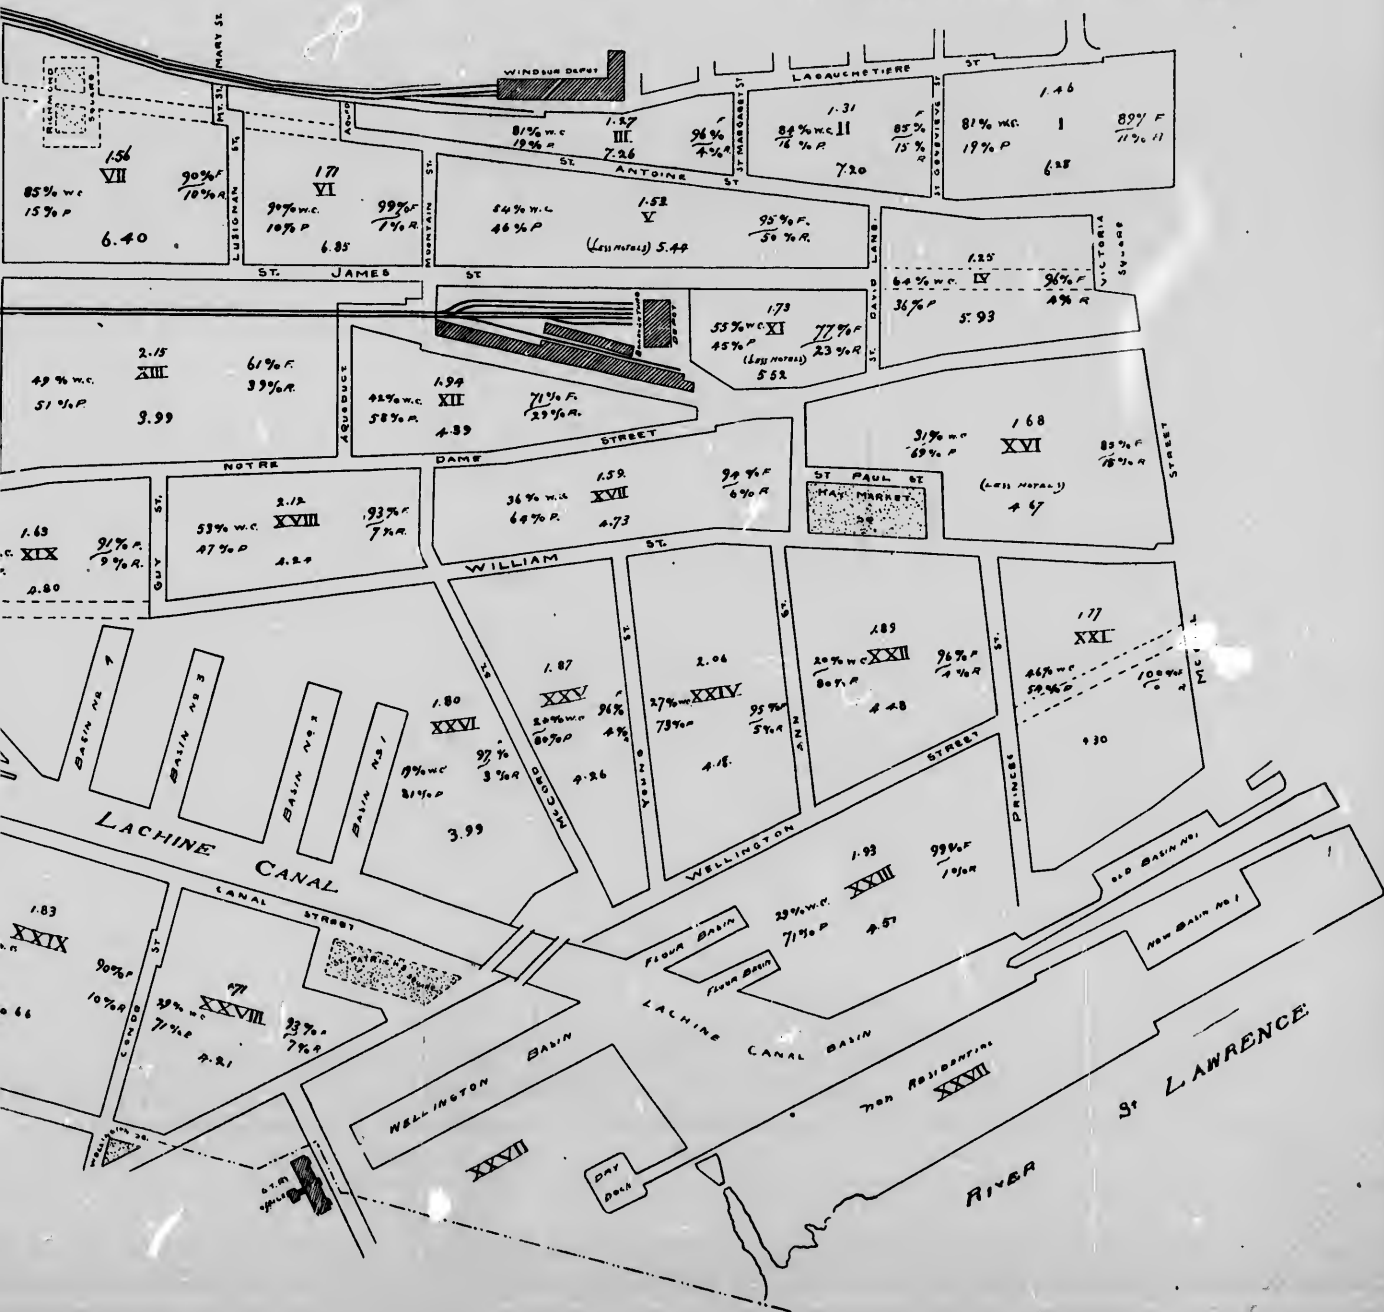 WINDSOR DEPOT
LAGAUCHETIERE ST
MT. ST. MARY ST.
RICHMOND SQUARE
ST MARGARET ST
ST GENEVIEVE ST
1.27
III.
7.26
81% W.C
19% P
F
96%
4% R
1.31
II
84% W.C.
16 % P.
F
85%
15 %
R
7.20
1.46
I
81% W.C.
19% P
89% F
6.28
1.56
VII
85% W C
15% P
90% F
10% R
6.40
LUSIGNAN ST.
1.71
VI
90% W.C.
10% P
99% F
1% R.
6.85
MOUNTAIN ST.
ST. ANTOINE ST
V
54% W.C
46% P
95% F.
5% R.
(Less Hotels) 5.44
ST. DAVID LANE.
1.25
IV
64% W.C.
36% P
96% F
4% R
5.93
VICTORIA SQUARE
ST. JAMES ST
BONAVENTURE DEPOT
1.73
XI
55% W.C.
45% P
77% F
23% R
(Less Hotels)
5.52
2.15
XIII
49 % W.C.
51 % P.
61% F.
39% R.
3.99
AQUEDUCT
1.94
XII
42% W.C
58% P.
71% F.
29% R.
4.39
1.68
XVI
31% W.C
69% P
85% F
(Less Hotels)
4 67
STREET
NOTRE DAME STREET
ST PAUL ST
HAY MARKET
SQ
1.59
XVII
36% W.C
64% P.
94 % F
6% R
4.73
2.12
XVIII
53% W.C.
47% P
93% F
7% R.
4.24
1.63
XIX
91% F.
9% R.
4.80
GUY ST.
WILLIAM ST.
BASIN No 4
BASIN No 3
BASIN No 2
BASIN No 1
1.80
XXVI
19% W.C
81% P
97 %
3 % R
3.99
McCORD ST
1.87
XXV
20% W.C
80% P
F
96%
4%
4.26
YOUNG ST.
2.06
XXIV
27% W.C
73% P
95% F
5% R
4.18.
ANN ST.
1.89
XXII
20% W.C
80% P
96% F
4 % R
4 48
PRINCES ST.
1.77
XXI
46% W.C
54% P
100% F
0 R
4 30
WELLINGTON STREET
LACHINE CANAL
CANAL STREET
1.93
XXIII
29% W.C.
71% P
99% F
1% R
4.57
FLOUR BASIN
FLOUR BASIN
OLD BASIN No 1
NEW BASIN No 1
1.83
XXIX
90% F
10% R
CONDE ST
ST. PATRICKS SQUARE
XXVIII
29% W.C
71% P
93% F
7% R
4.21
LACHINE CANAL BASIN
WELLINGTON BASIN
NON RESIDENTIAL
XXVII
XXVII
DRY DOCK
G.T.RY OFFICES
RIVER ST LAWRENCE